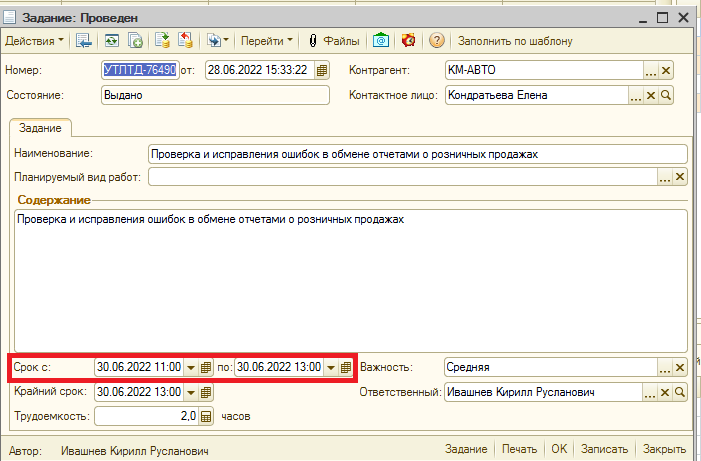 Задание: Проведен
Действия Перейти Файлы Заполнить по шаблону
Номер: УТЛТД-76490 от: 28.06.2022 15:33:22 Контрагент: КМ-АВТО
Состояние: Выдано Контактное лицо: Кондратьева Елена
Задание
Наименование: Проверка и исправления ошибок в обмене отчетами о розничных продажах
Планируемый вид работ:
Содержание
Проверка и исправления ошибок в обмене отчетами о розничных продажах
Срок с: 30.06.2022 11:00 по: 30.06.2022 13:00 Важность: Средняя
Крайний срок: 30.06.2022 13:00 Ответственный: Ивашнев Кирилл Русланович
Трудоемкость: 2,0 часов
Автор: Ивашнев Кирилл Русланович Задание Печать OK Записать Закрыть